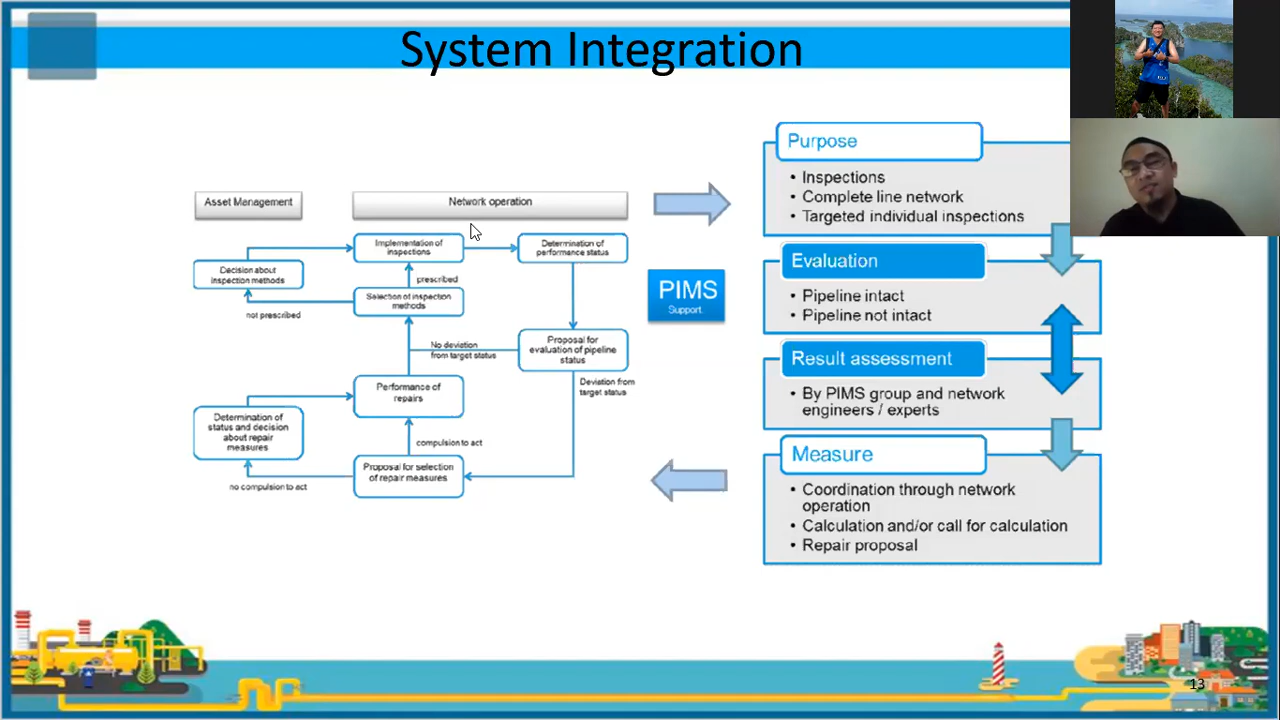 System Integration
Asset Management
Network operation
Implementation of
inspections
Determination of
performance status
Decision about
inspection methods
prescribed
Selection of inspection
methods
not prescribed
No deviation
from target status
Proposal for
evaluation of pipeline
status
Deviation from
target status
Performance of
repairs
Determination of
status and decision
about repair
measures
compulsion to act
Proposal for selection
of repair measures
no compulsion to act
PIMS
Support
Purpose
• Inspections
• Complete line network
• Targeted individual inspections
Evaluation
• Pipeline intact
• Pipeline not intact
Result assessment
• By PIMS group and network
engineers / experts
Measure
• Coordination through network
operation
• Calculation and/or call for calculation
• Repair proposal
13